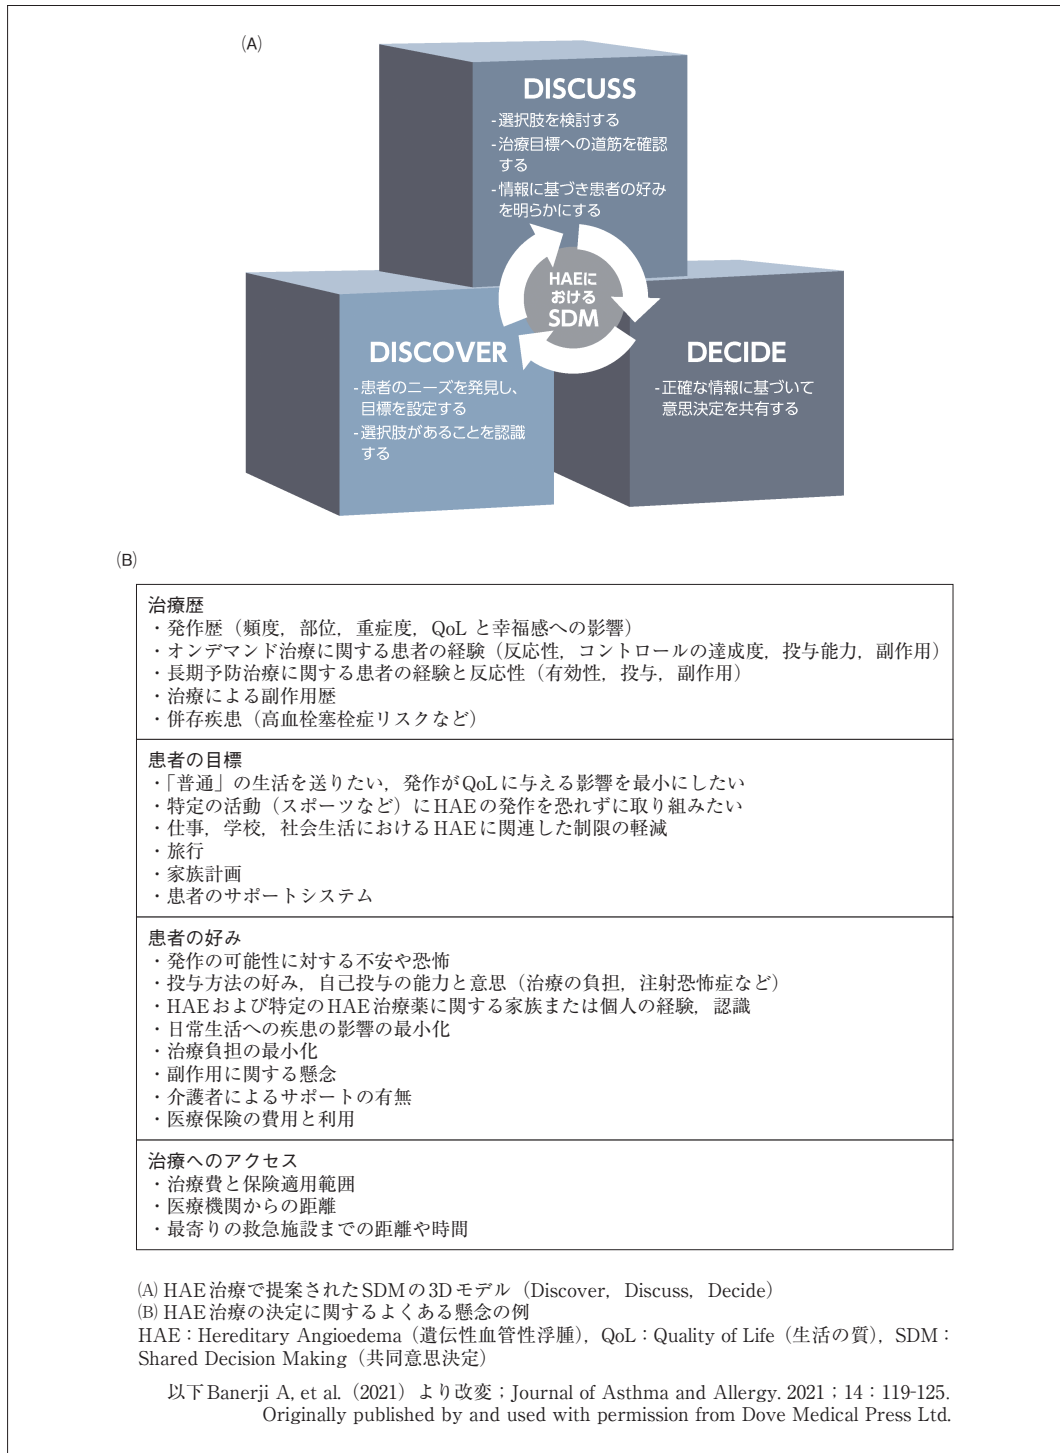 (A)
DISCUSS
-選択肢を検討する
-治療目標への道筋を確認
する
-情報に基づき患者の好み
を明らかにする
HAEに
おける
SDM
DISCOVER
-患者のニーズを発見し、
目標を設定する
-選択肢があることを認識
する
DECIDE
-正確な情報に基づいて
意思決定を共有する
(B)
治療歴
・発作歴（頻度，部位，重症度，QoL と幸福感への影響）
・オンデマンド治療に関する患者の経験（反応性，コントロールの達成度，投与能力，副作用）
・長期予防治療に関する患者の経験と反応性（有効性，投与，副作用）
・治療による副作用歴
・併存疾患（高血栓塞栓症リスクなど）
患者の目標
・「普通」の生活を送りたい，発作がQoLに与える影響を最小にしたい
・特定の活動（スポーツなど）にHAEの発作を恐れずに取り組みたい
・仕事，学校，社会生活におけるHAEに関連した制限の軽減
・旅行
・家族計画
・患者のサポートシステム
患者の好み
・発作の可能性に対する不安や恐怖
・投与方法の好み，自己投与の能力と意思（治療の負担，注射恐怖症など）
・HAEおよび特定のHAE治療薬に関する家族または個人の経験，認識
・日常生活への疾患の影響の最小化
・治療負担の最小化
・副作用に関する懸念
・介護者によるサポートの有無
・医療保険の費用と利用
治療へのアクセス
・治療費と保険適用範囲
・医療機関からの距離
・最寄りの救急施設までの距離や時間
(A) HAE治療で提案されたSDMの3Dモデル（Discover，Discuss，Decide）
(B) HAE治療の決定に関するよくある懸念の例
HAE：Hereditary Angioedema（遺伝性血管性浮腫），QoL：Quality of Life（生活の質），SDM：
Shared Decision Making（共同意思決定）
以下Banerji A, et al.（2021）より改変；Journal of Asthma and Allergy. 2021；14：119-125.
Originally published by and used with permission from Dove Medical Press Ltd.